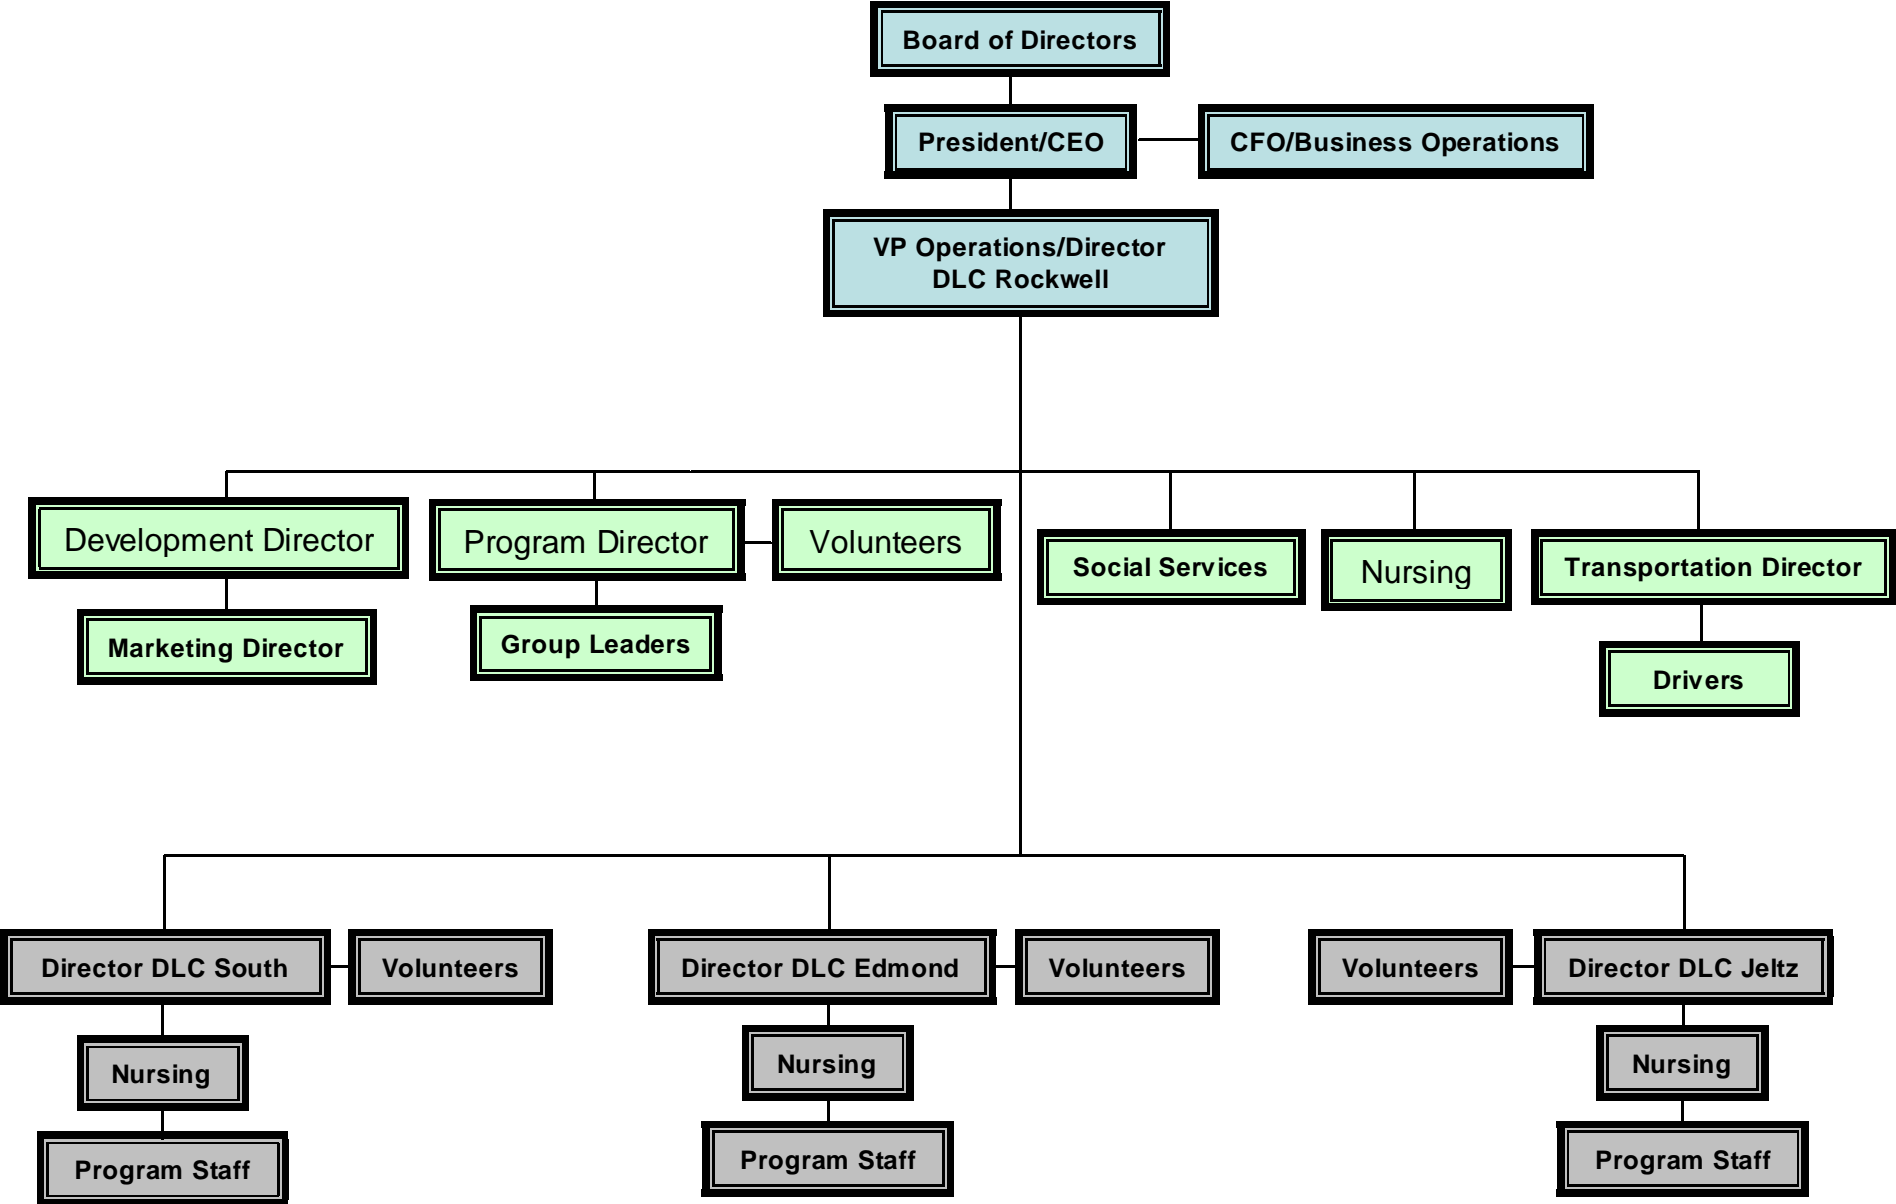 Board of Directors
President/CEO
CFO/Business Operations
VP Operations/Director
DLC Rockwell
Development Director
Program Director
Volunteers
Social Services
Nursing
Transportation Director
Marketing Director
Group Leaders
Drivers
Director DLC South
Volunteers
Director DLC Edmond
Volunteers
Volunteers
Director DLC Jeltz
Nursing
Nursing
Nursing
Program Staff
Program Staff
Program Staff